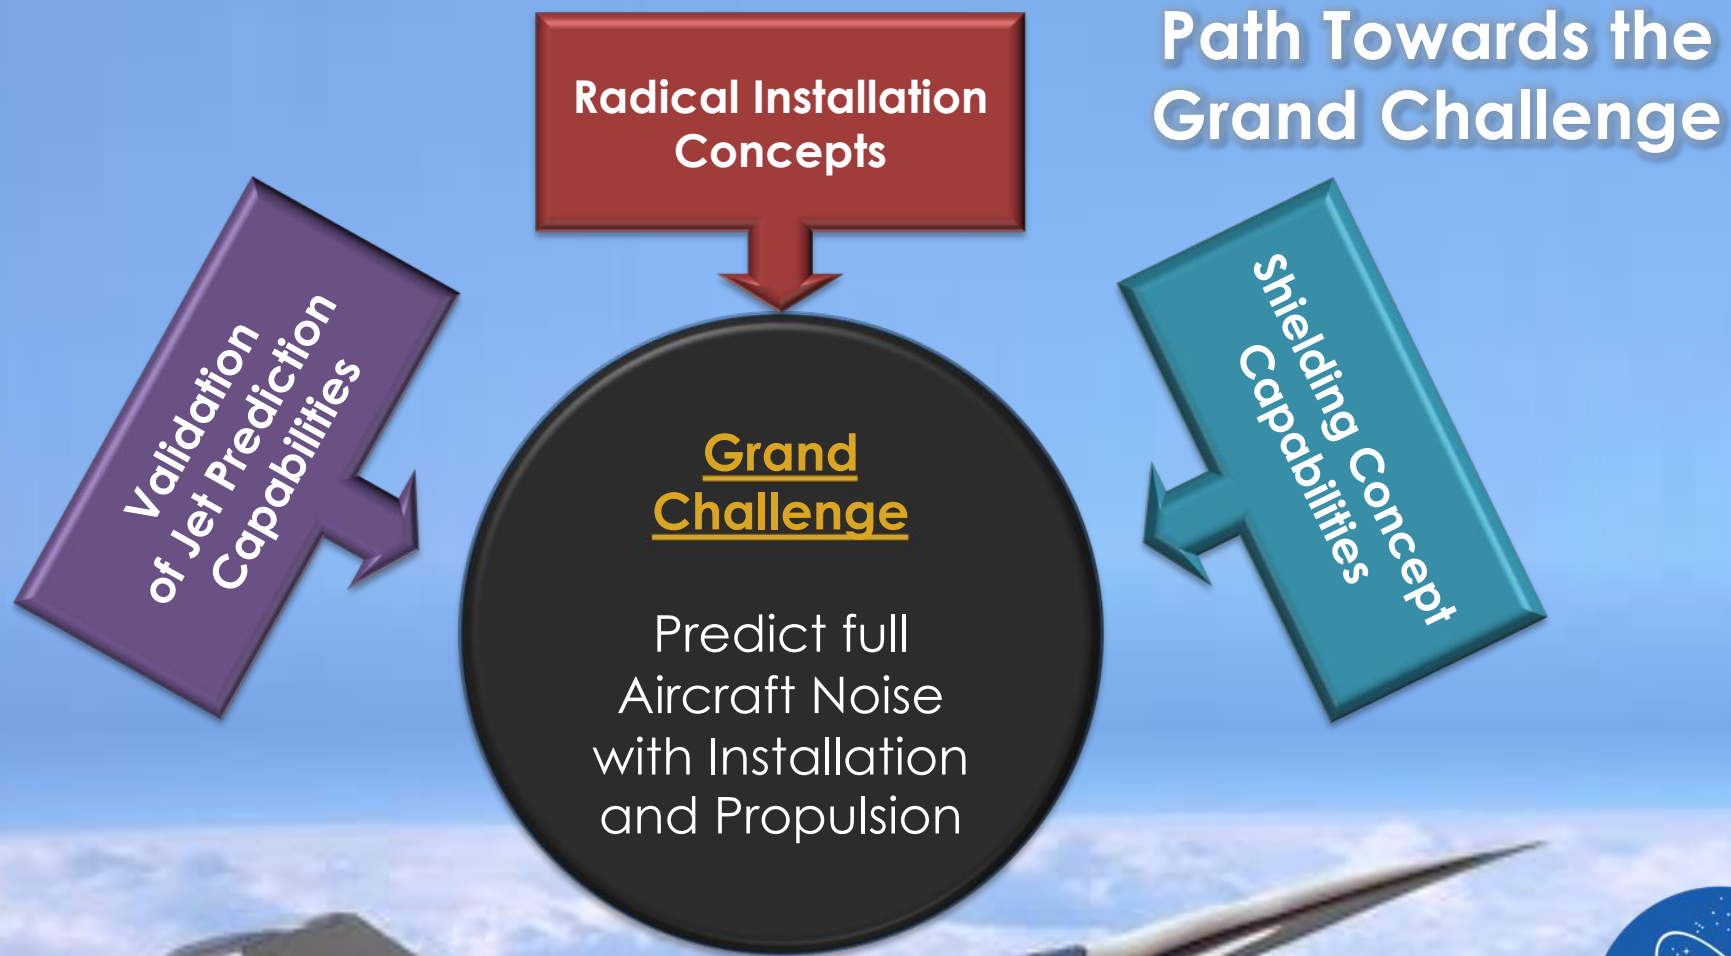 Path Towards the
Grand Challenge
Radical Installation
Concepts
Validation
of Jet Prediction
Capabilities
Shielding Concept
Capabilities
Grand
Challenge
Predict full
Aircraft Noise
with Installation
and Propulsion